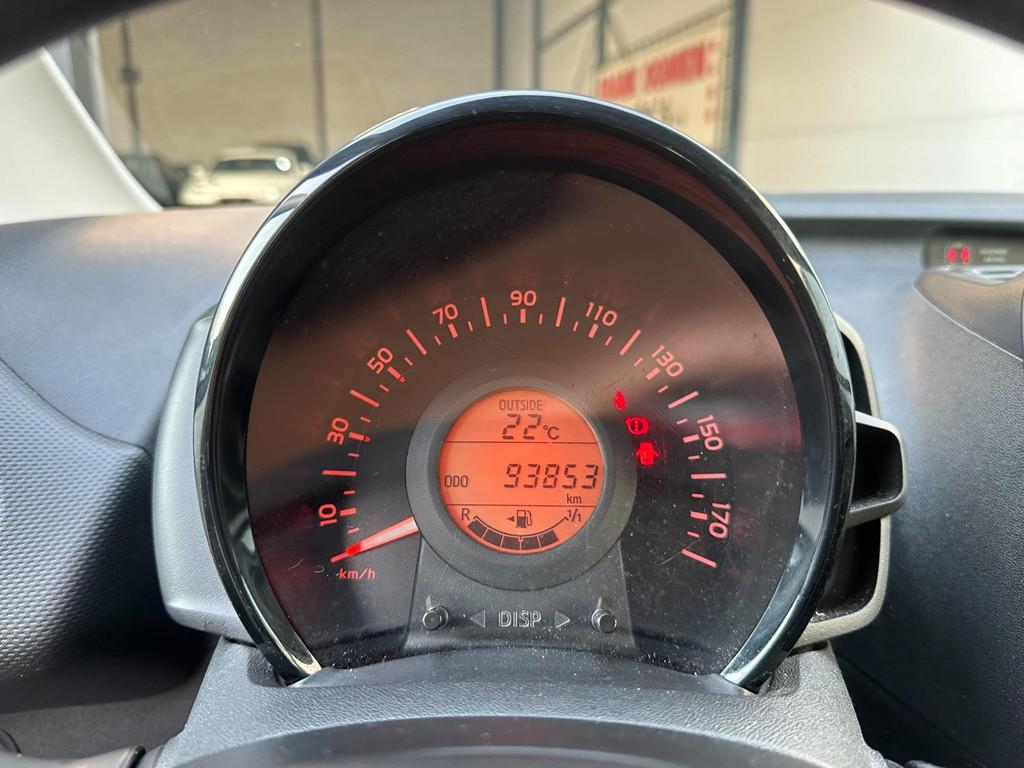 90
70
110
50
130
30
150
10
170
OUTSIDE
22°C
ODO 93853
km
R 1/1
km/h
DISP